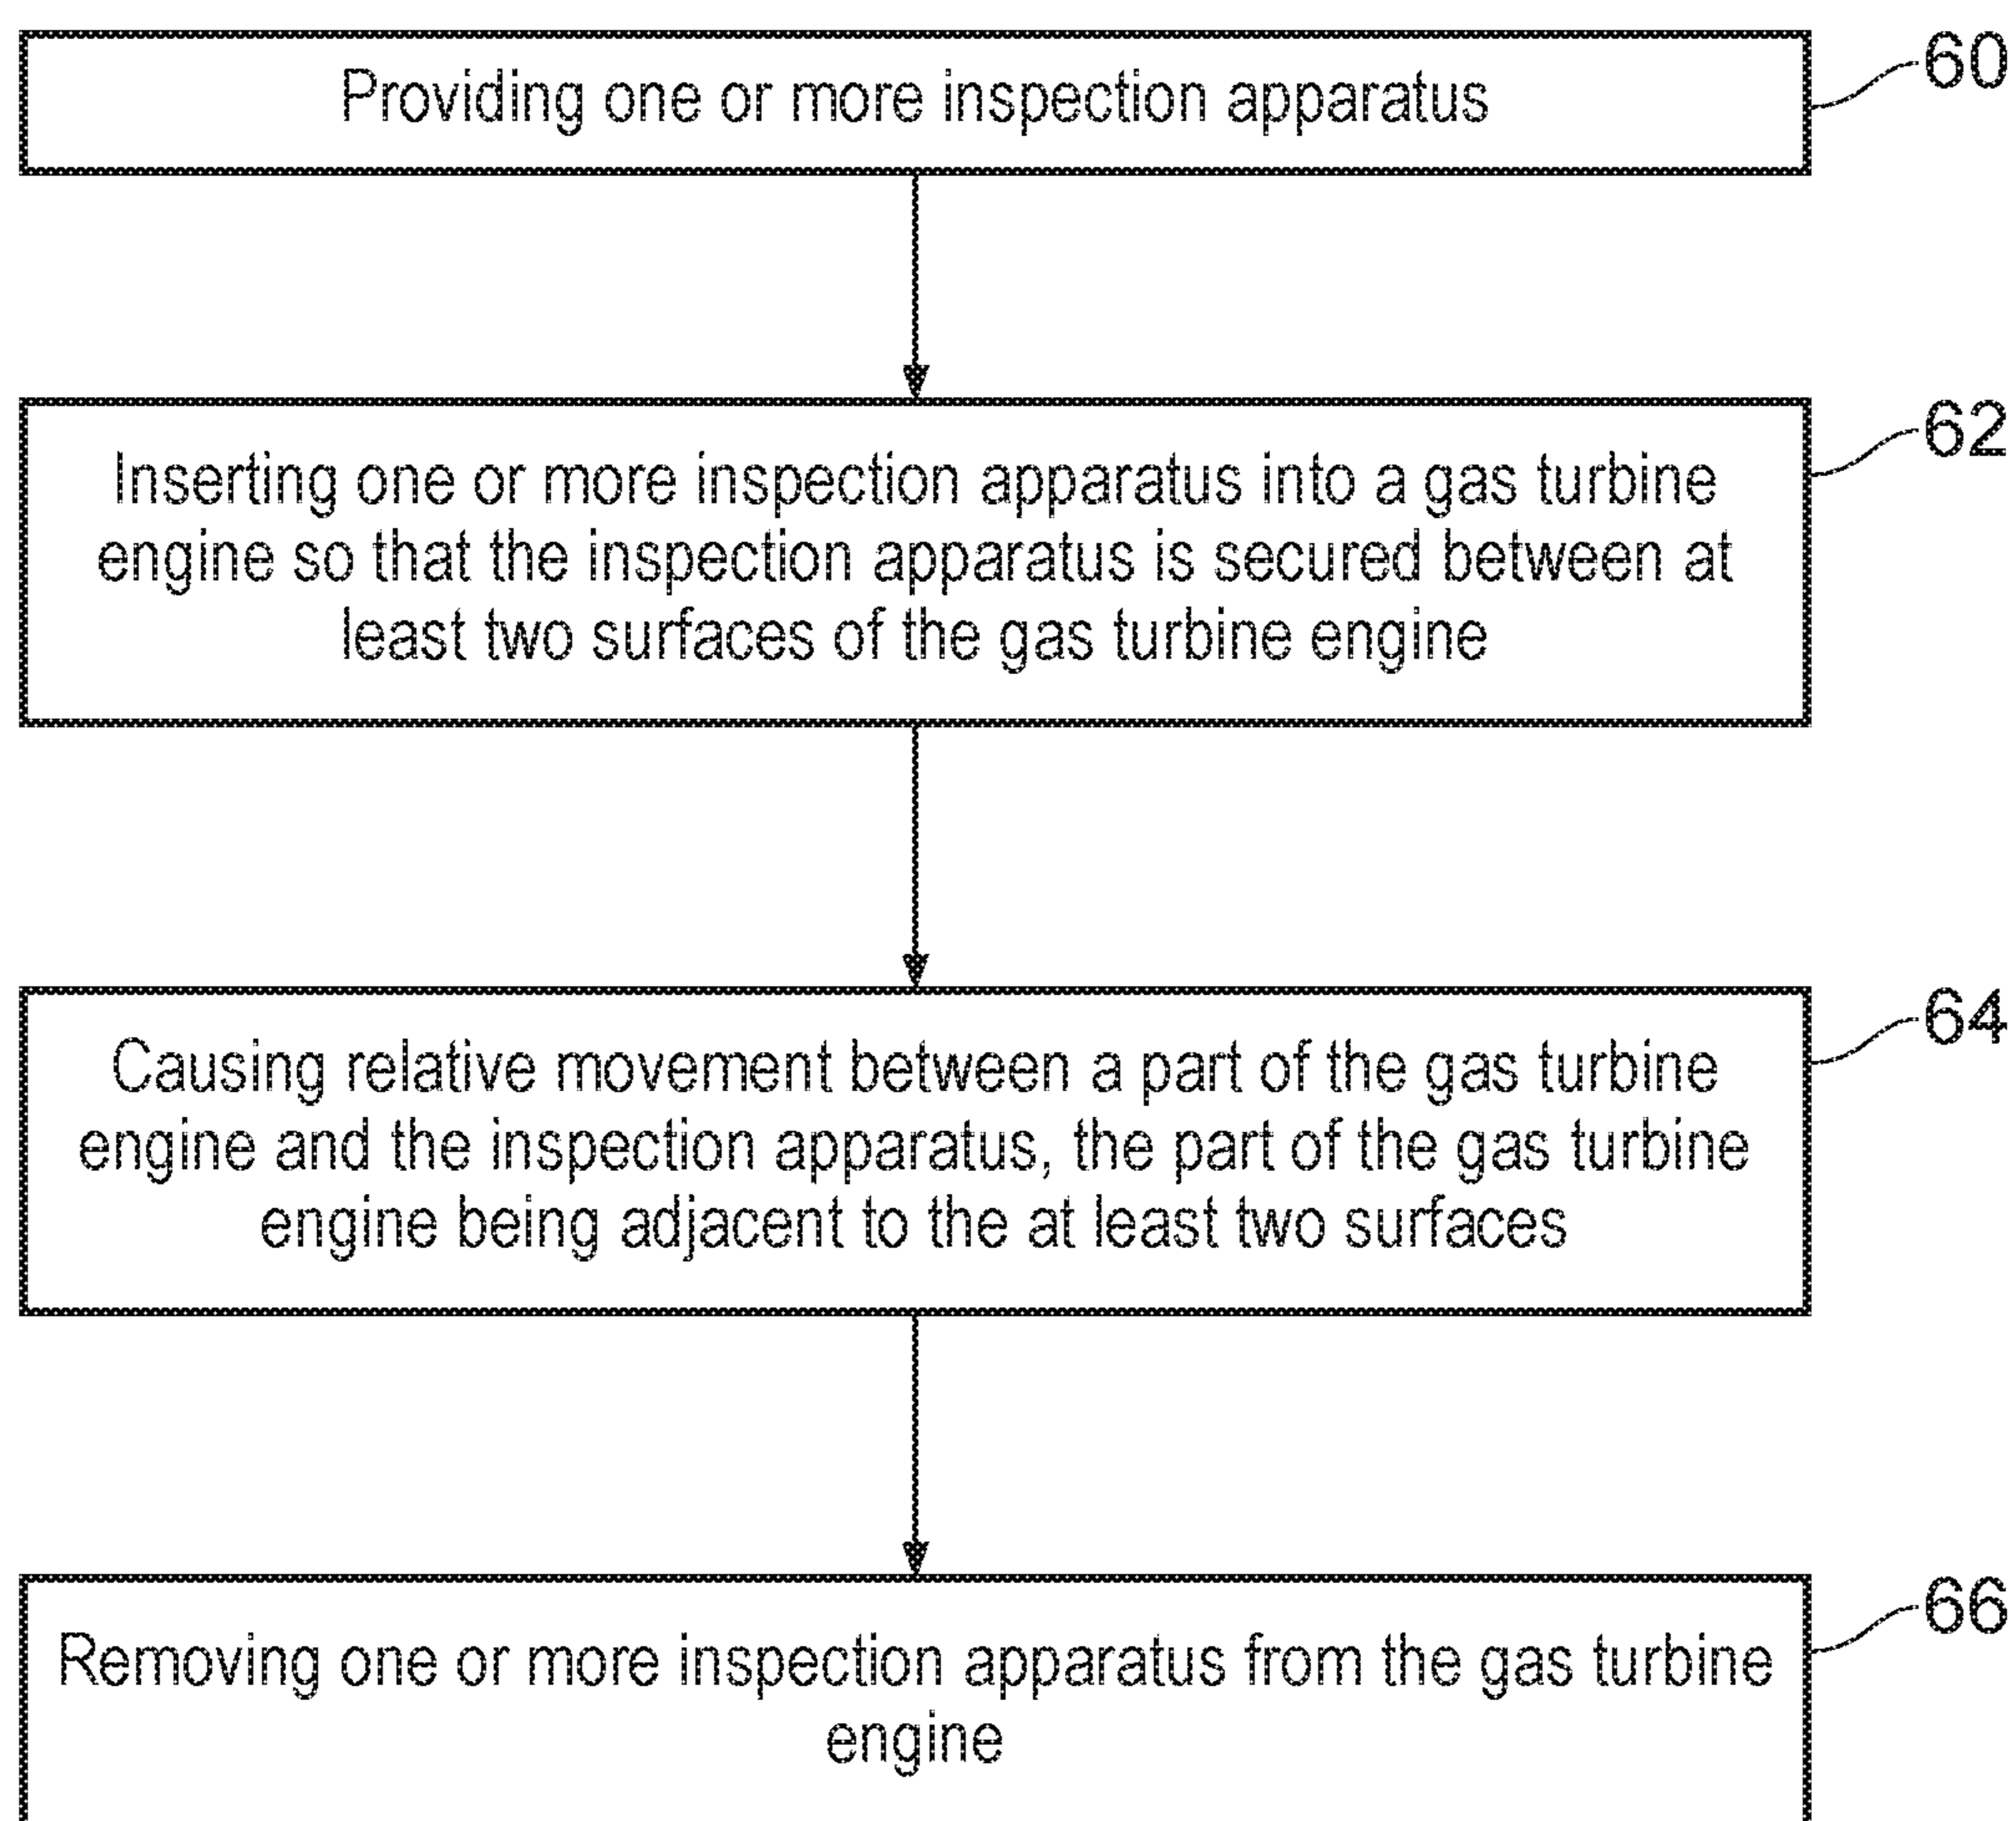 Providing one or more inspection apparatus
60
Inserting one or more inspection apparatus into a gas turbine
engine so that the inspection apparatus is secured between at
least two surfaces of the gas turbine engine
62
Causing relative movement between a part of the gas turbine
engine and the inspection apparatus, the part of the gas turbine
engine being adjacent to the at least two surfaces
64
Removing one or more inspection apparatus from the gas turbine
engine
66